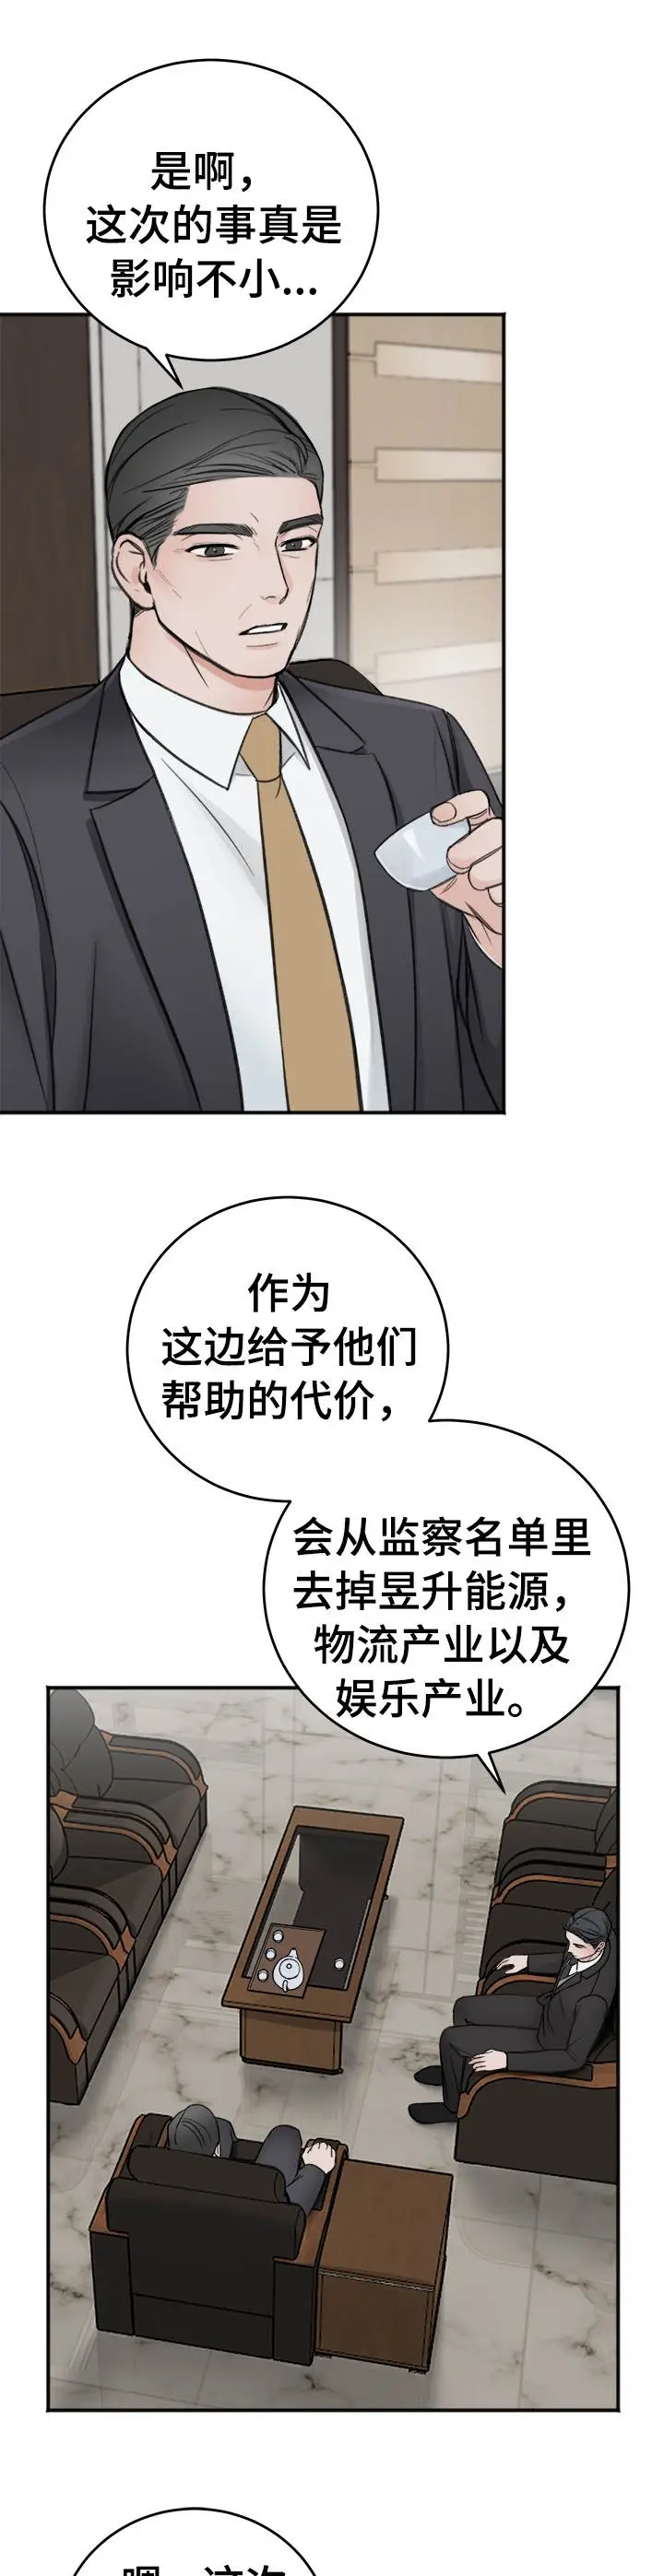 是啊，
这次的事真是
影响不小...
作为
这边给予他们
帮助的代价，
会从监察名单里
去掉昱升能源，
物流产业以及
娱乐产业。